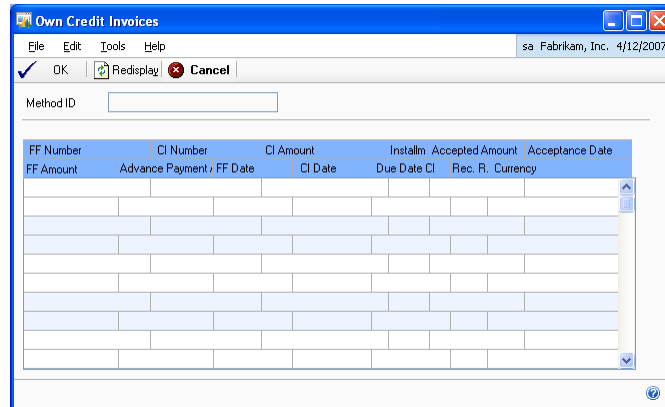 Own Credit Invoices
File Edit Tools Help
sa Fabrikam, Inc. 4/12/2007
OK Redisplay Cancel
Method ID
FF Number CI Number CI Amount Installm Accepted Amount Acceptance Date
FF Amount Advance Payment FF Date CI Date Due Date CI Rec. R. Currency